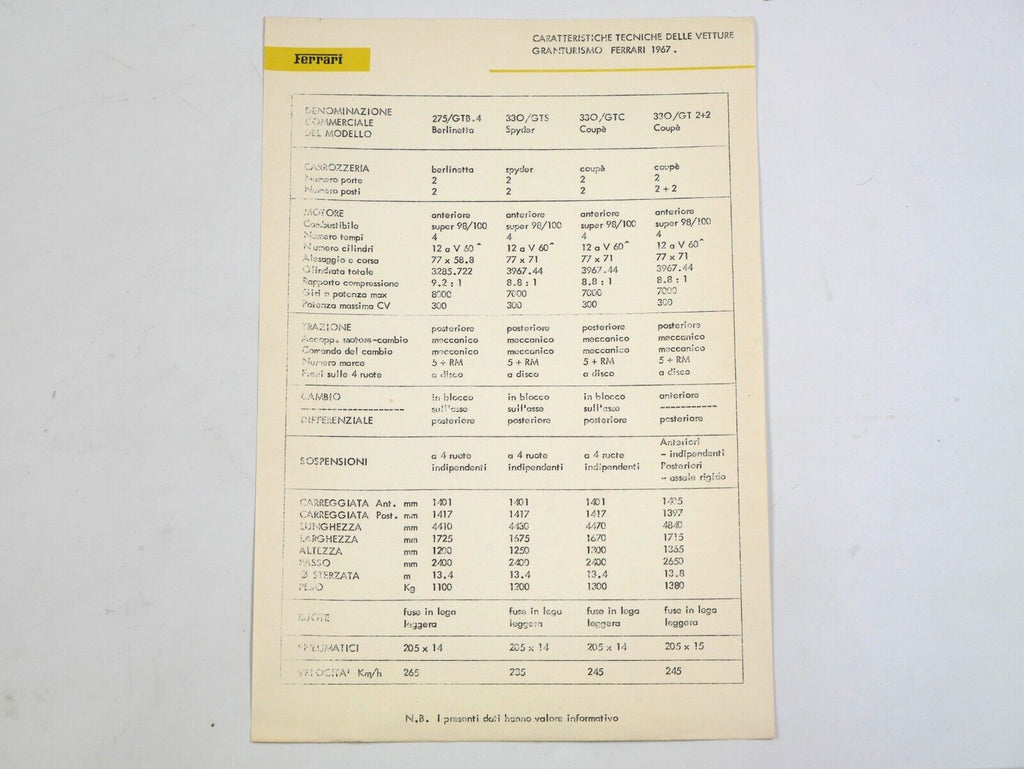 CARATTERISTICHE TECNICHE DELLE VETTURE
GRANTURISMO FERRARI 1967.
Ferrari
DENOMINAZIONE
COMMERCIALE
DEL MODELLO
275/GTB.4 330/GTS 330/GTC 330/GT 2+2
Berlinetta Spyder Coupè Coupè
CARROZZERIA berlinetta spyder coupè coupè
Numero porte 2 2 2 2
Numero posti 2 2 2 2 + 2
MOTORE anteriore anteriore anteriore anteriore
Combustibile super 98/100 super 98/100 super 98/100 super 98/100
Numero tempi 4 4 4 4
Numero cilindri 12 a V 60^ 12 a V 60^ 12 a V 60^ 12 a V 60^
Alesaggio e corsa 77 x 58.8 77 x 71 77 x 71 77 x 71
Cilindrata totale 3285.722 3967.44 3967.44 3967.44
Rapporto compressione 9.2 : 1 8.8 : 1 8.8 : 1 8.8 : 1
Giri e potenza max 8000 7000 7000 7000
Potenza massima CV 300 300 300 300
TRAZIONE posteriore posteriore posteriore posteriore
Accopp. motore-cambio meccanico meccanico meccanico meccanico
Comando del cambio meccanico meccanico meccanico meccanico
Numero marce 5 + RM 5 + RM 5 + RM 5 + RM
Freni sulle 4 ruote a disco a disco a disco a disco
CAMBIO in blocco in blocco in blocco anteriore
-------------------- sull'asse sull'asse sull'asse -----------
DIFFERENZIALE posteriore posteriore posteriore posteriore
SOSPENSIONI
a 4 ruote a 4 ruote a 4 ruote Anteriori
indipendenti indipendenti indipendenti - indipendenti
Posteriori
- assale rigido
CARREGGIATA Ant. mm 1401 1401 1401
CARREGGIATA Post. mm 1417 1417 1417 1397
LUNGHEZZA mm 4410 4430 4470 4840
LARGHEZZA mm 1725 1675 1670 1715
ALTEZZA mm 1200 1250 1300 1365
PASSO mm 2400 2400 2400 2650
Ø STERZATA m 13.4 13.4 13.4 13.8
PESO Kg 1100 1200 1300 1380
RUOTE
fuse in lega fuse in lega fuse in lega fuse in lega
leggera leggera leggera leggera
PNEUMATICI 205 x 14 205 x 14 205 x 14 205 x 15
VELOCITA' Km/h 265 235 245 245
N.B. I presenti dati hanno valore informativo